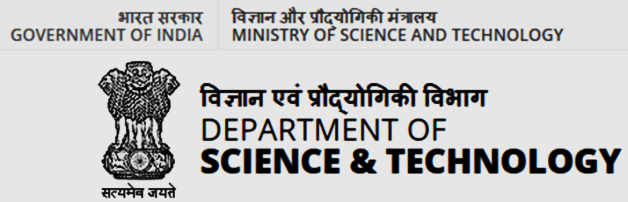 भारत सरकार
GOVERNMENT OF INDIA
विज्ञान और प्रौद्योगिकी मंत्रालय
MINISTRY OF SCIENCE AND TECHNOLOGY
सत्यमेव जयते
विज्ञान एवं प्रौद्योगिकी विभाग
DEPARTMENT OF
SCIENCE & TECHNOLOGY